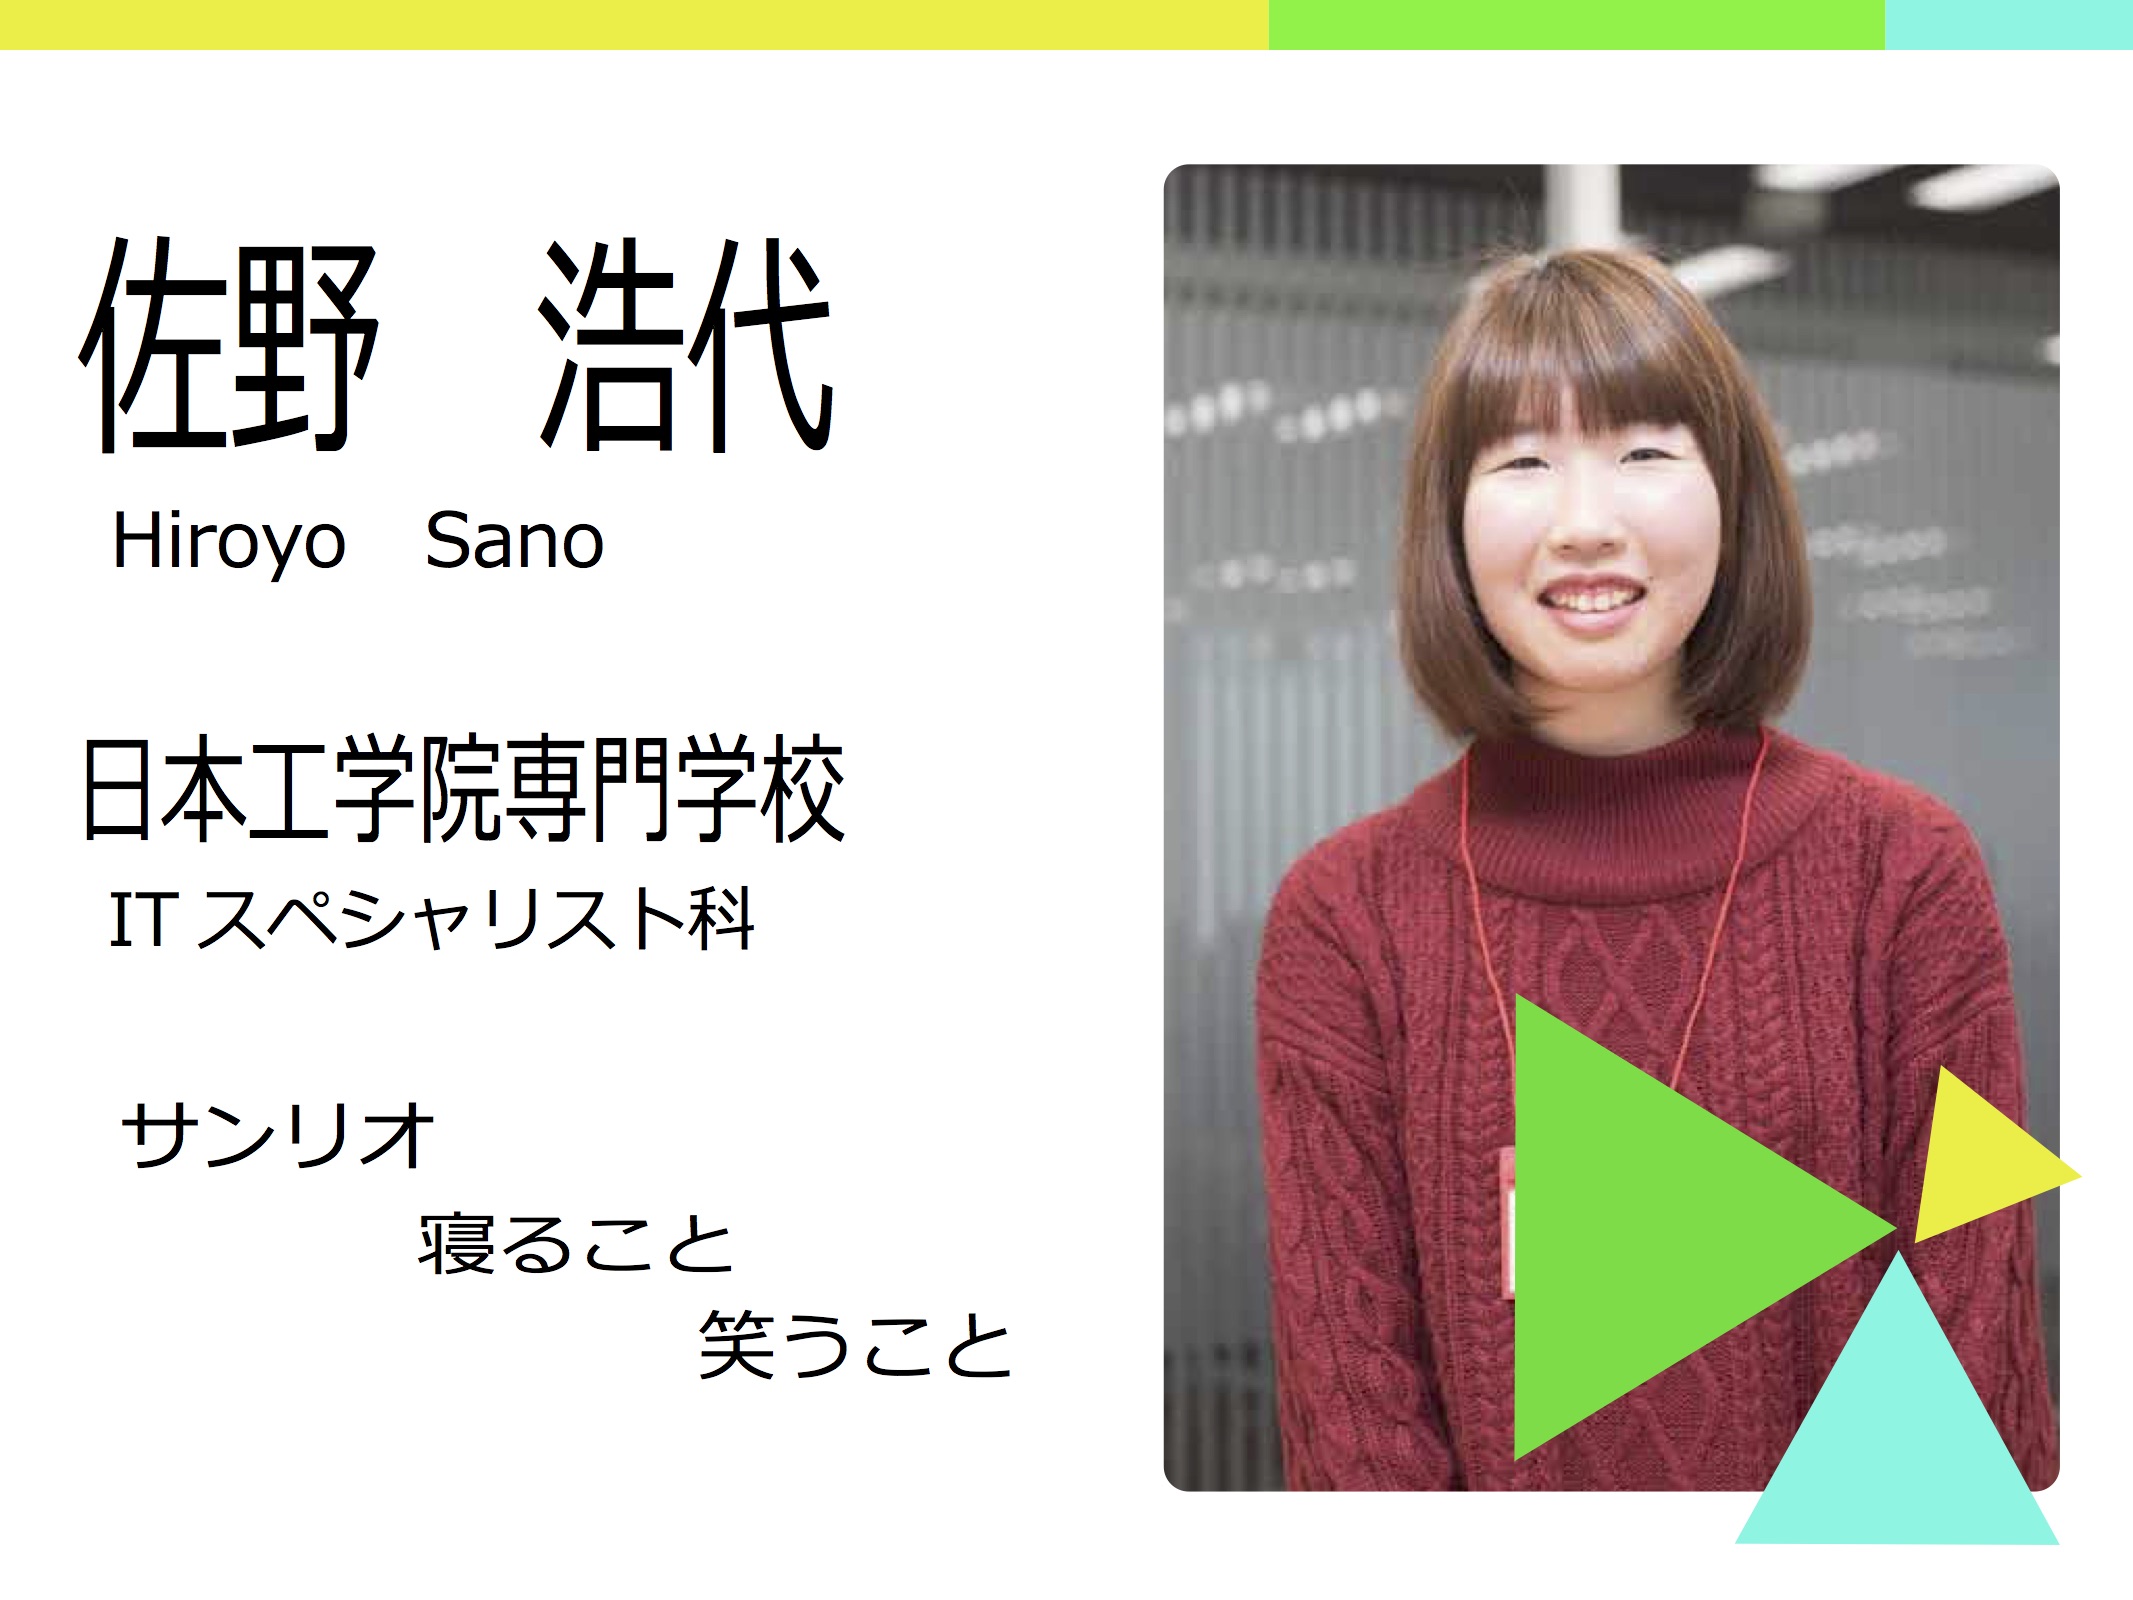 佐野　浩代
Hiroyo　Sano
日本工学院専門学校
IT スペシャリスト科
サンリオ
寝ること
笑うこと